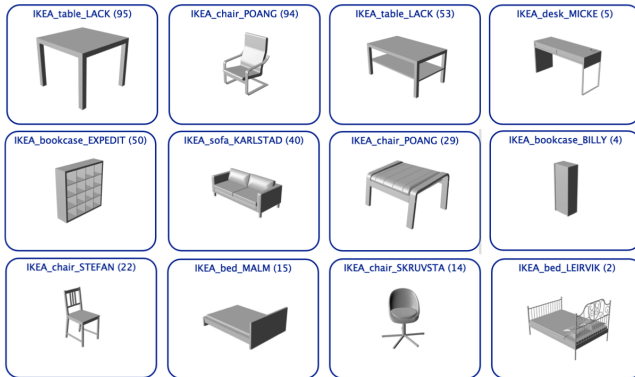 IKEA_table_LACK (95)
IKEA_chair_POANG (94)
IKEA_table_LACK (53)
IKEA_desk_MICKE (5)
IKEA_bookcase_EXPEDIT (50)
IKEA_sofa_KARLSTAD (40)
IKEA_chair_POANG (29)
IKEA_bookcase_BILLY (4)
IKEA_chair_STEFAN (22)
IKEA_bed_MALM (15)
IKEA_chair_SKRUVSTA (14)
IKEA_bed_LEIRVIK (2)